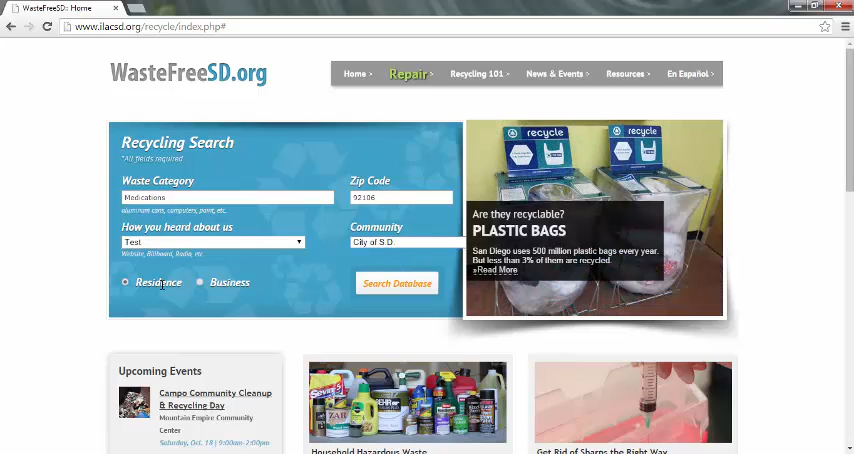 WasteFreeSD:: Home
www.ilacsd.org/recycle/index.php#
WasteFreeSD.org
Home
Repair
Recycling 101
News & Events
Resources
En Español
Recycling Search
*All fields required
Waste Category
Zip Code
Medications
92106
aluminum cans, computers, paint, etc.
How you heard about us
Community
Test
City of S.D.
Website, Billboard, Radio, etc
Residence
Business
Search Database
recycle
recycle
Are they recyclable?
PLASTIC BAGS
San Diego uses 500 million plastic bags every year.
But less than 3% of them are recycled.
»Read More
Upcoming Events
Campo Community Cleanup
& Recycling Day
Mountain Empire Community
Center
Saturday, Oct. 18 | 9:00am-2:00pm
ZAR
BEHR
Household Hazardous Waste
Get Rid of Sharps the Right Way